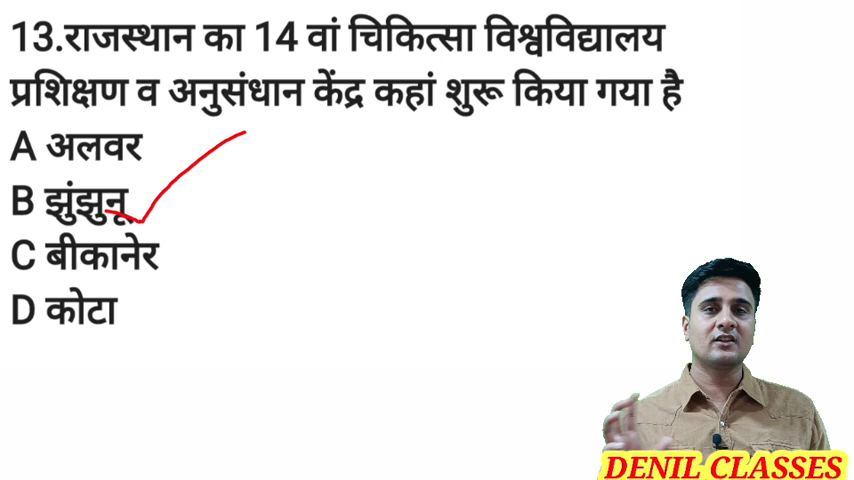 13.राजस्थान का 14 वां चिकित्सा विश्वविद्यालय
प्रशिक्षण व अनुसंधान केंद्र कहां शुरू किया गया है
A अलवर
B झुंझुनू
C बीकानेर
D कोटा
DENIL CLASSES